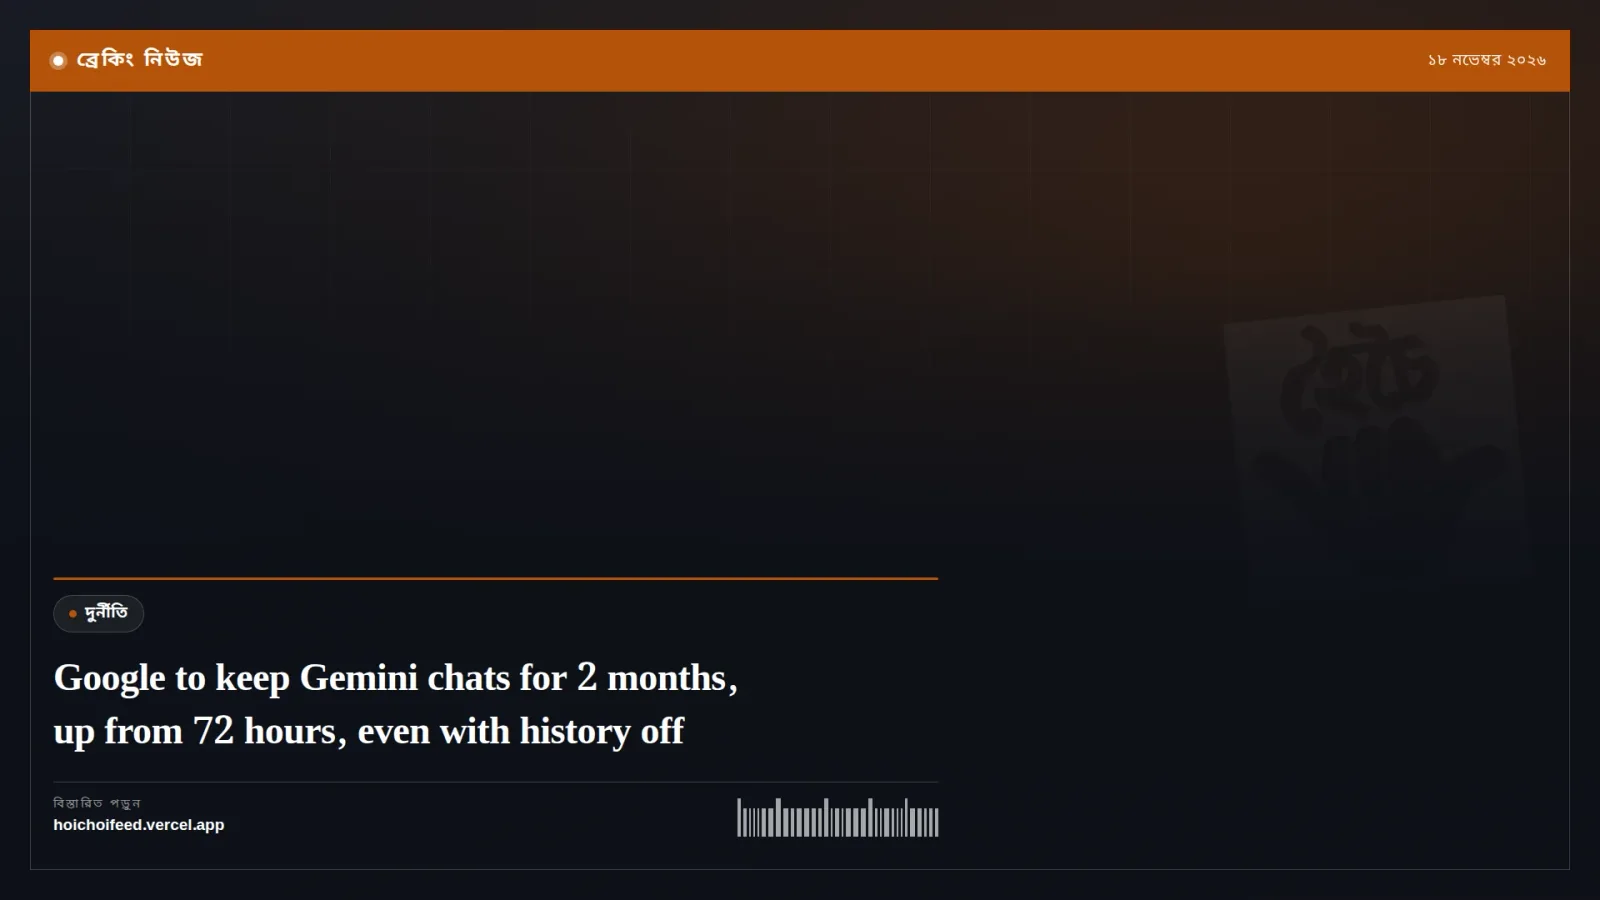 ব্রেকিং নিউজ
১৮ নভেম্বর ২০২৬
হইচই
দুর্নীতি
Google to keep Gemini chats for 2 months,
up from 72 hours, even with history off
বিস্তারিত পড়ুন
hoichoifeed.vercel.app